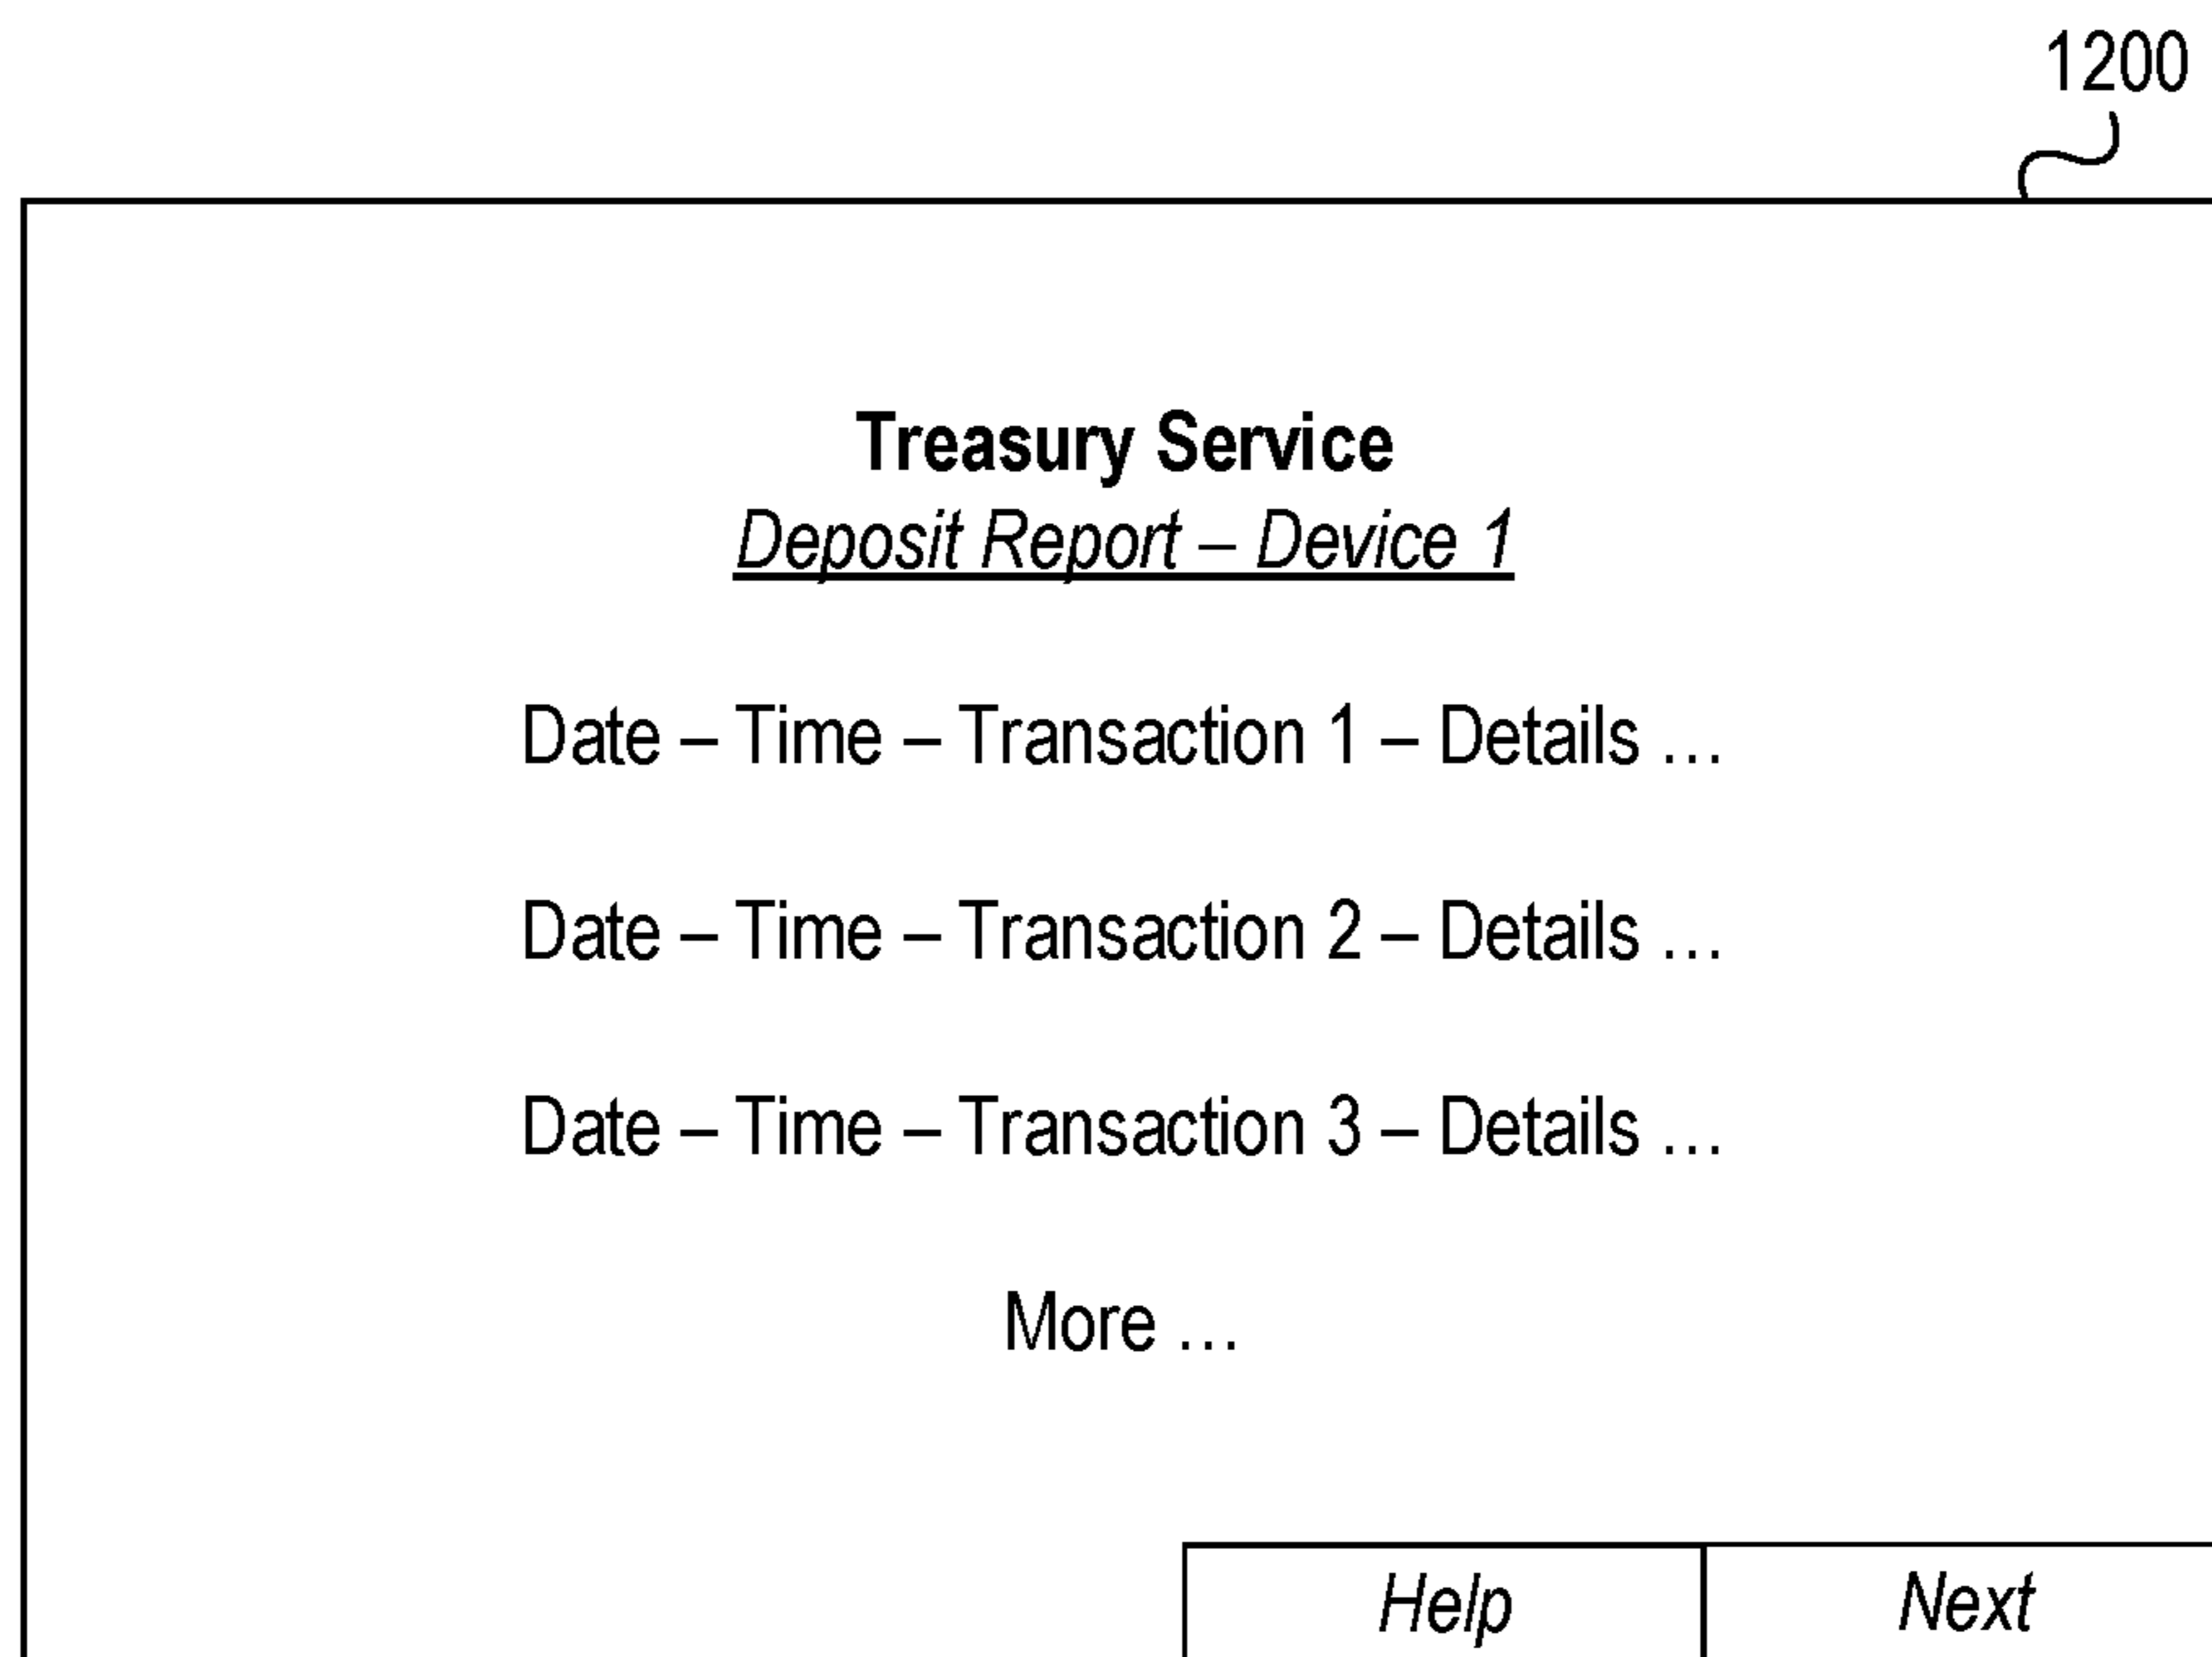 1200
Treasury Service
Deposit Report – Device 1
Date – Time – Transaction 1 – Details ...
Date – Time – Transaction 2 – Details ...
Date – Time – Transaction 3 – Details ...
More ...
Help Next